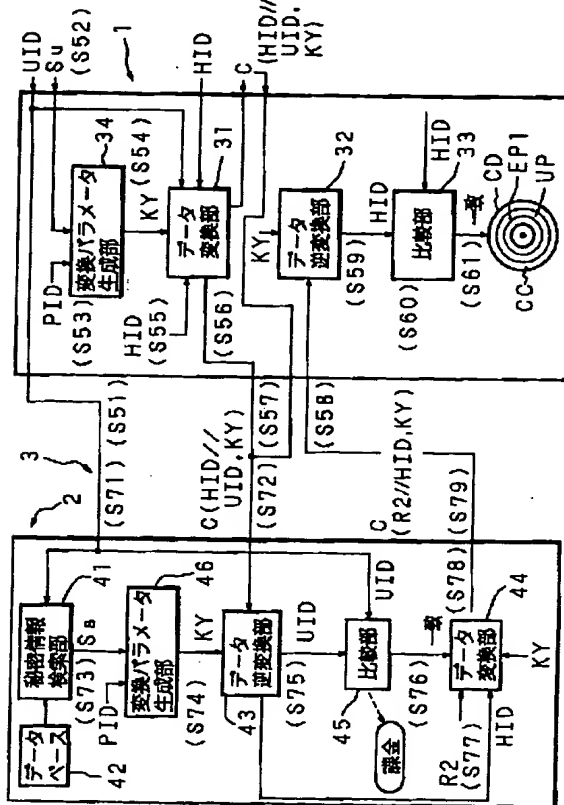 2
3
1
UID
Su
(S52)
(S71)
(S51)
秘密情報
検索部
41
データ
ベース
42
(S73)
Ss
PID
変換パラメータ
生成部
46
(S74)
KY
データ
逆変換部
43
(S75)
UID
UID
比較部
45
課金
(S76)
一致
データ
変換部
44
R2
(S77)
HID
KY
(S78)
(S79)
C
(R2//HID,KY)
C(HID//
UID,KY)
(S72)
(S57)
(S58)
PID
(S53)
変換パラメータ
生成部
34
KY
(S54)
HID
(S55)
データ
変換部
31
(S56)
HID
C
(HID//
UID,
KY)
KY
データ
逆変換部
32
(S59)
HID
(S60)
比較部
33
HID
(S61)
一致
CD
EP1
UP
CC